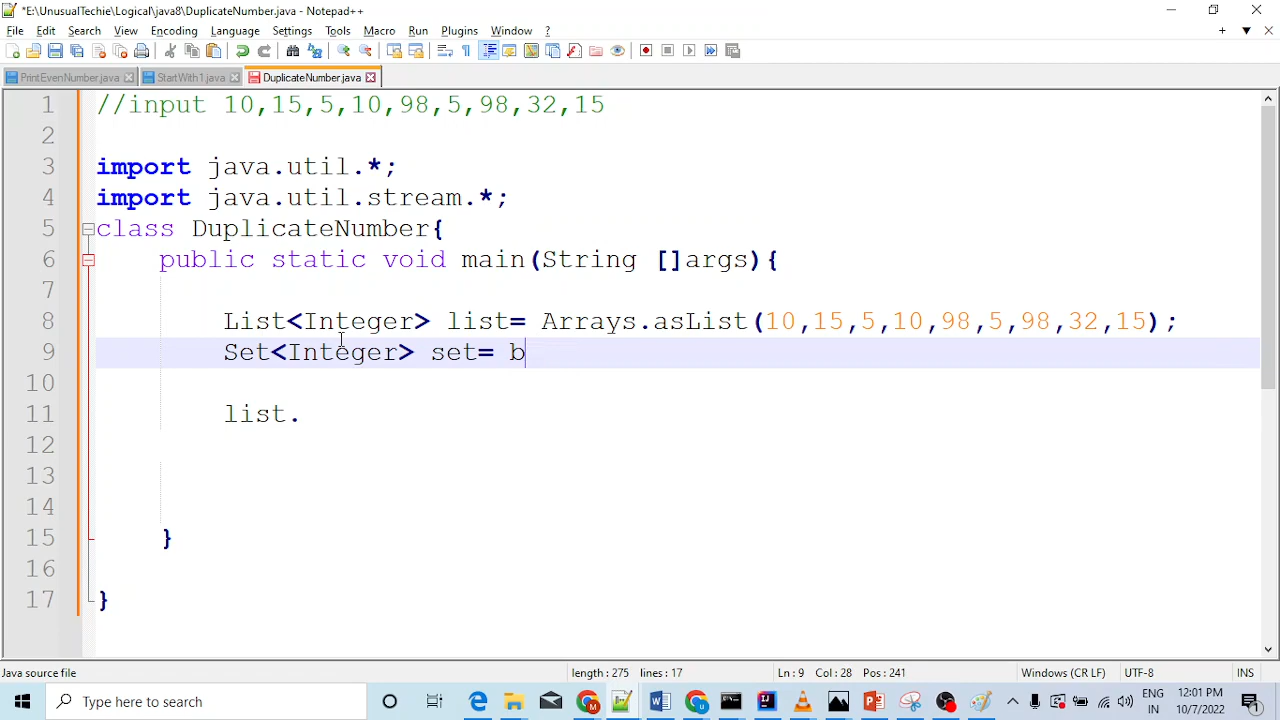 *E:\UnusualTechie\Logical\java8\DuplicateNumber.java - Notepad++
File Edit Search View Encoding Language Settings Tools Macro Run Plugins Window ?
PrintEvenNumber.java StartWith1.java DuplicateNumber.java
1 //input 10,15,5,10,98,5,98,32,15
2
3 import java.util.*;
4 import java.util.stream.*;
5 class DuplicateNumber{
6 public static void main(String []args){
7
8 List<Integer> list= Arrays.asList(10,15,5,10,98,5,98,32,15);
9 Set<Integer> set= b
10
11 list.
12
13
14
15 }
16
17 }
Java source file length : 275 lines : 17 Ln : 9 Col : 28 Pos : 241 Windows (CR LF) UTF-8 INS
Type here to search
ENG 12:01 PM
IN 10/7/2022